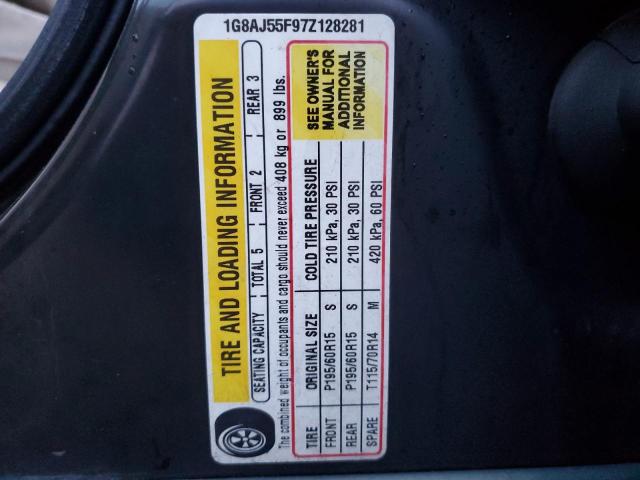 1G8AJ55F97Z128281
TIRE AND LOADING INFORMATION
SEATING CAPACITY TOTAL 5 FRONT 2 REAR 3
The combined weight of occupants and cargo should never exceed 408 kg or 899 lbs.
TIRE ORIGINAL SIZE COLD TIRE PRESSURE
FRONT P195/60R15 S 210 kPa, 30 PSI
REAR P195/60R15 S 210 kPa, 30 PSI
SPARE T115/70R14 M 420 kPa, 60 PSI
SEE OWNER'S
MANUAL FOR
ADDITIONAL
INFORMATION